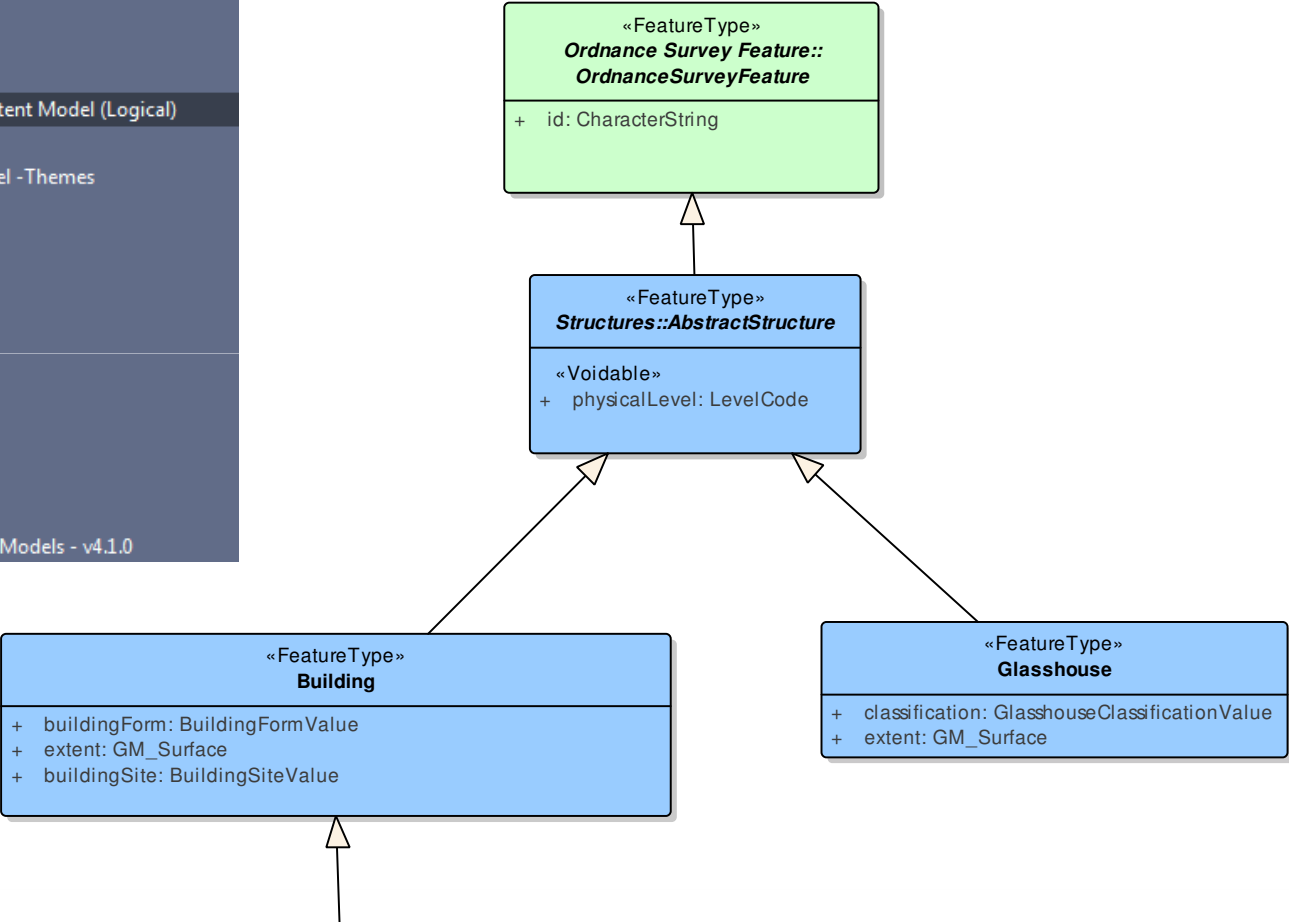 tent Model (Logical)
el -Themes
Models - v4.1.0
«FeatureType»
Ordnance Survey Feature::
OrdnanceSurveyFeature
+ id: CharacterString
«FeatureType»
Structures::AbstractStructure
«Voidable»
+ physicalLevel: LevelCode
«FeatureType»
Building
+ buildingForm: BuildingFormValue
+ extent: GM_Surface
+ buildingSite: BuildingSiteValue
«FeatureType»
Glasshouse
+ classification: GlasshouseClassificationValue
+ extent: GM_Surface